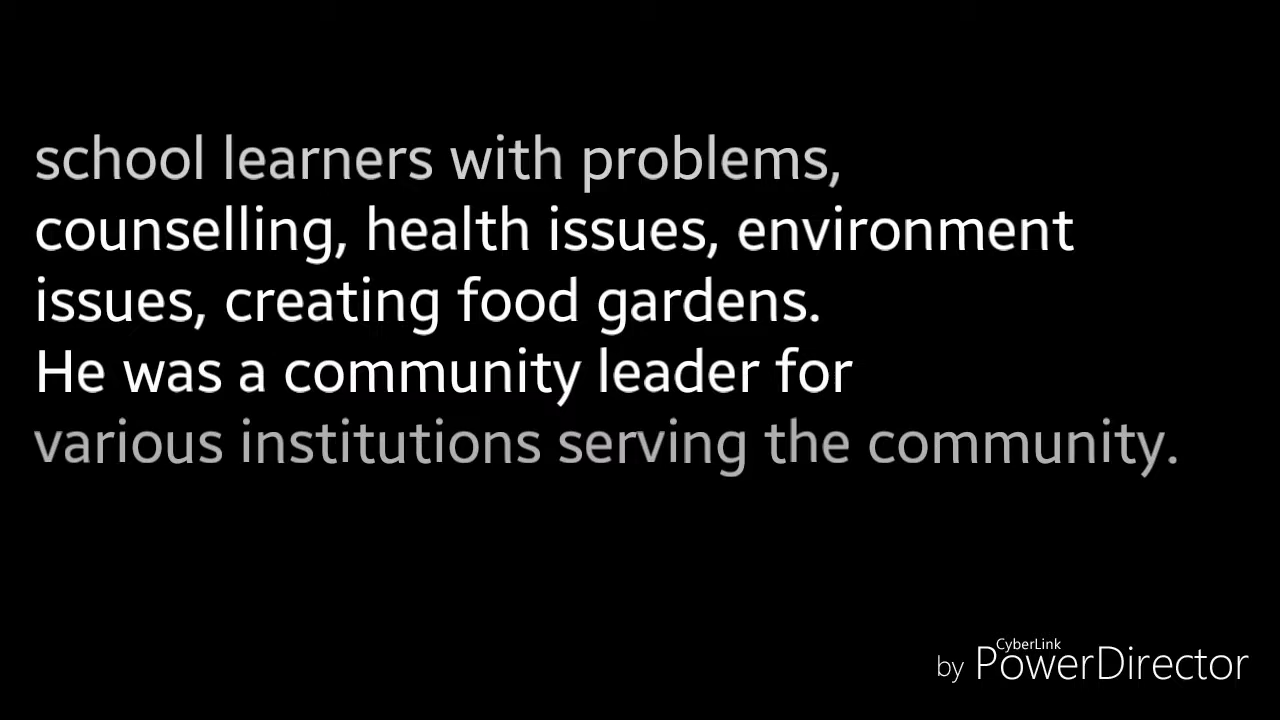 school learners with problems,
counselling, health issues, environment
issues, creating food gardens.
He was a community leader for
various institutions serving the community.
CyberLink
by PowerDirector